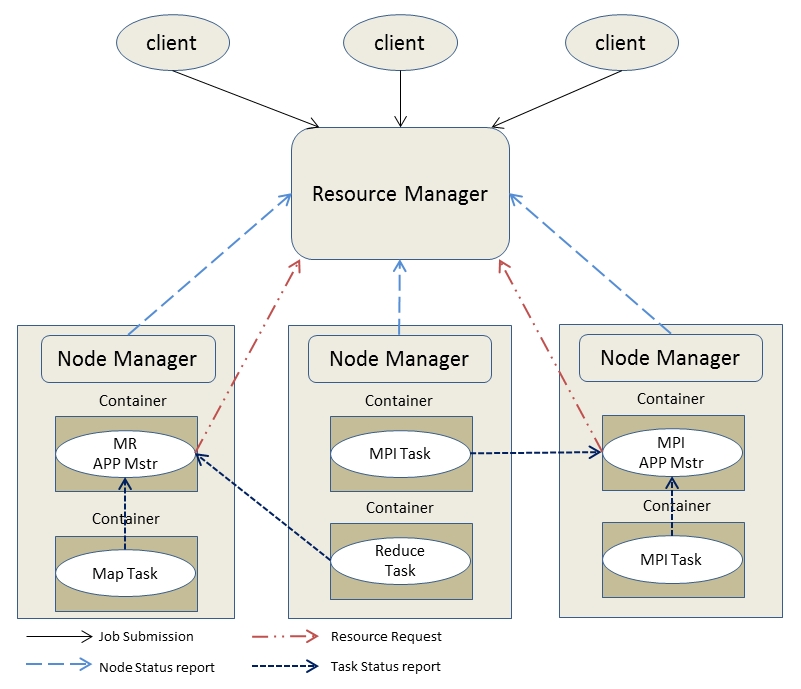 client
client
client
Resource Manager
Node Manager
Node Manager
Node Manager
Container
Container
Container
MR
APP Mstr
MPI Task
MPI
APP Mstr
Container
Container
Container
Map Task
Reduce
Task
MPI Task
Job Submission
Resource Request
Node Status report
Task Status report